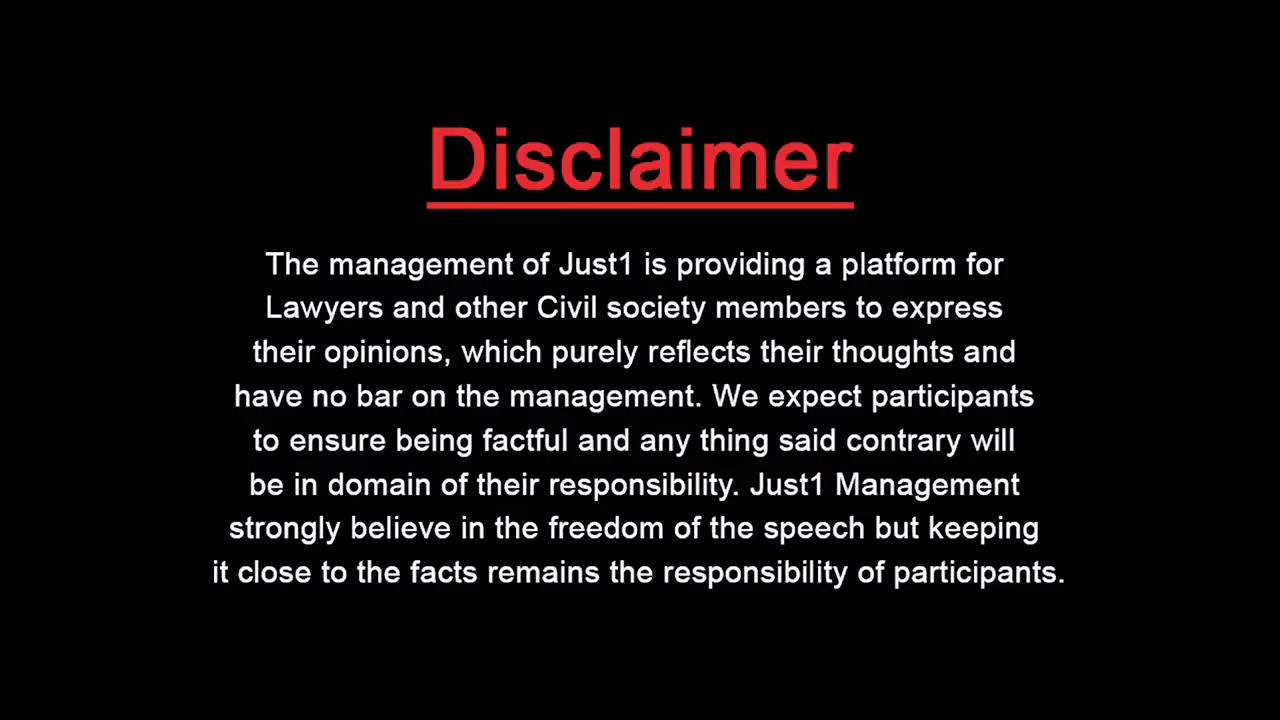 Disclaimer
The management of Just1 is providing a platform for
Lawyers and other Civil society members to express
their opinions, which purely reflects their thoughts and
have no bar on the management. We expect participants
to ensure being factful and any thing said contrary will
be in domain of their responsibility. Just1 Management
strongly believe in the freedom of the speech but keeping
it close to the facts remains the responsibility of participants.